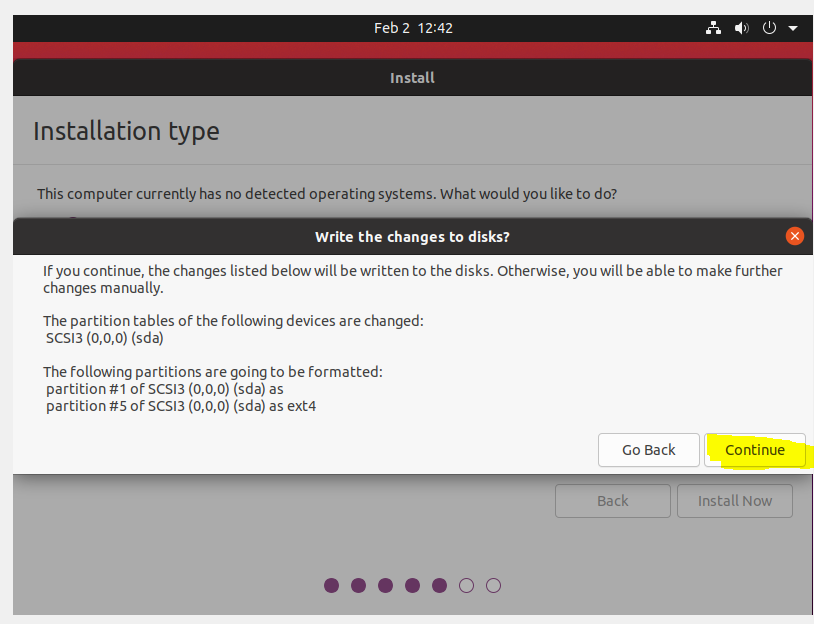 Feb 2 12:42
Install
Installation type
This computer currently has no detected operating systems. What would you like to do?
Write the changes to disks?
If you continue, the changes listed below will be written to the disks. Otherwise, you will be able to make further
changes manually.
The partition tables of the following devices are changed:
SCSI3 (0,0,0) (sda)
The following partitions are going to be formatted:
partition #1 of SCSI3 (0,0,0) (sda) as
partition #5 of SCSI3 (0,0,0) (sda) as ext4
Go Back
Continue
Back
Install Now